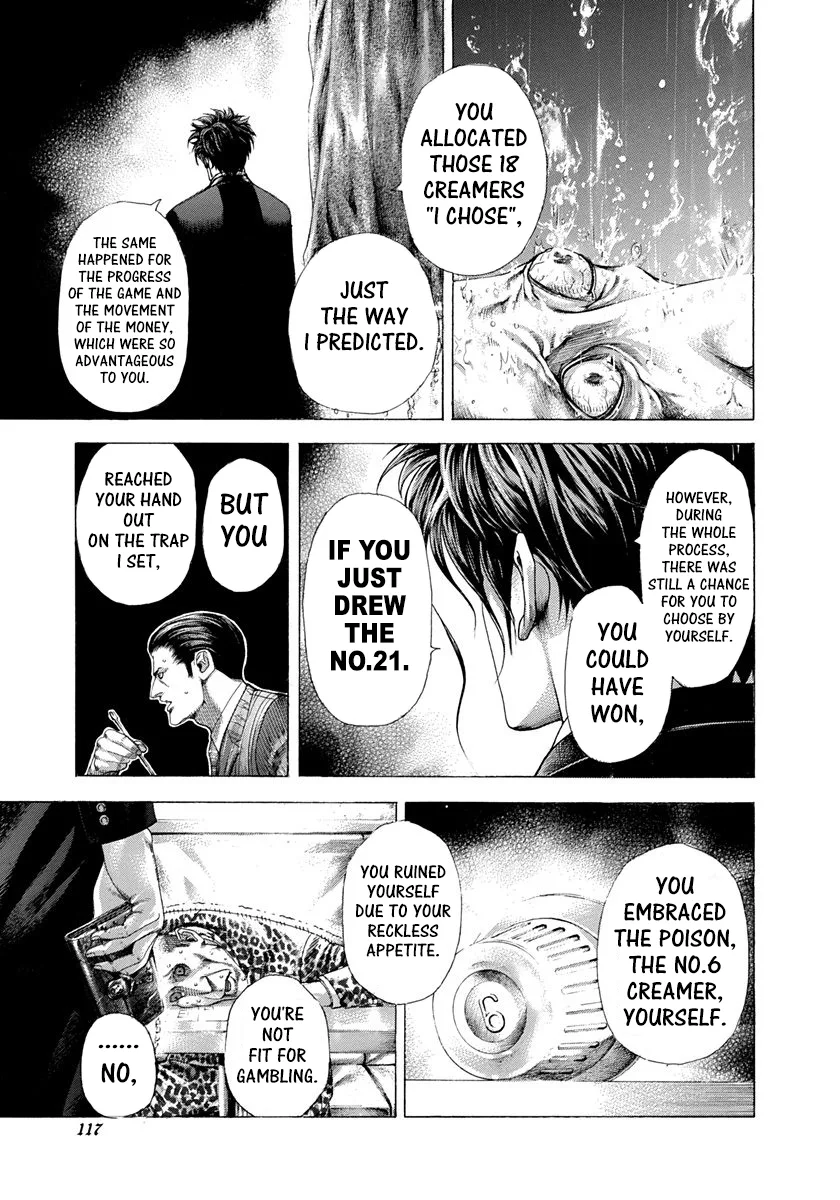 YOU
ALLOCATED
THOSE 18
CREAMERS
"I CHOSE",
JUST
THE WAY
I PREDICTED.
THE SAME
HAPPENED FOR
THE PROGRESS
OF THE GAME AND
THE MOVEMENT
OF THE MONEY,
WHICH WERE SO
ADVANTAGEOUS
TO YOU.
HOWEVER,
DURING
THE WHOLE
PROCESS,
THERE WAS
STILL A CHANCE
FOR YOU TO
CHOOSE BY
YOURSELF.
YOU
COULD
HAVE
WON,
IF YOU
JUST
DREW
THE
NO.21.
BUT
YOU
REACHED
YOUR HAND
OUT
ON THE TRAP
I SET,
YOU
EMBRACED
THE POISON,
THE NO.6
CREAMER,
YOURSELF.
6
YOU RUINED
YOURSELF
DUE TO YOUR
RECKLESS
APPETITE.
YOU'RE
NOT
FIT FOR
GAMBLING.
......
NO,
117